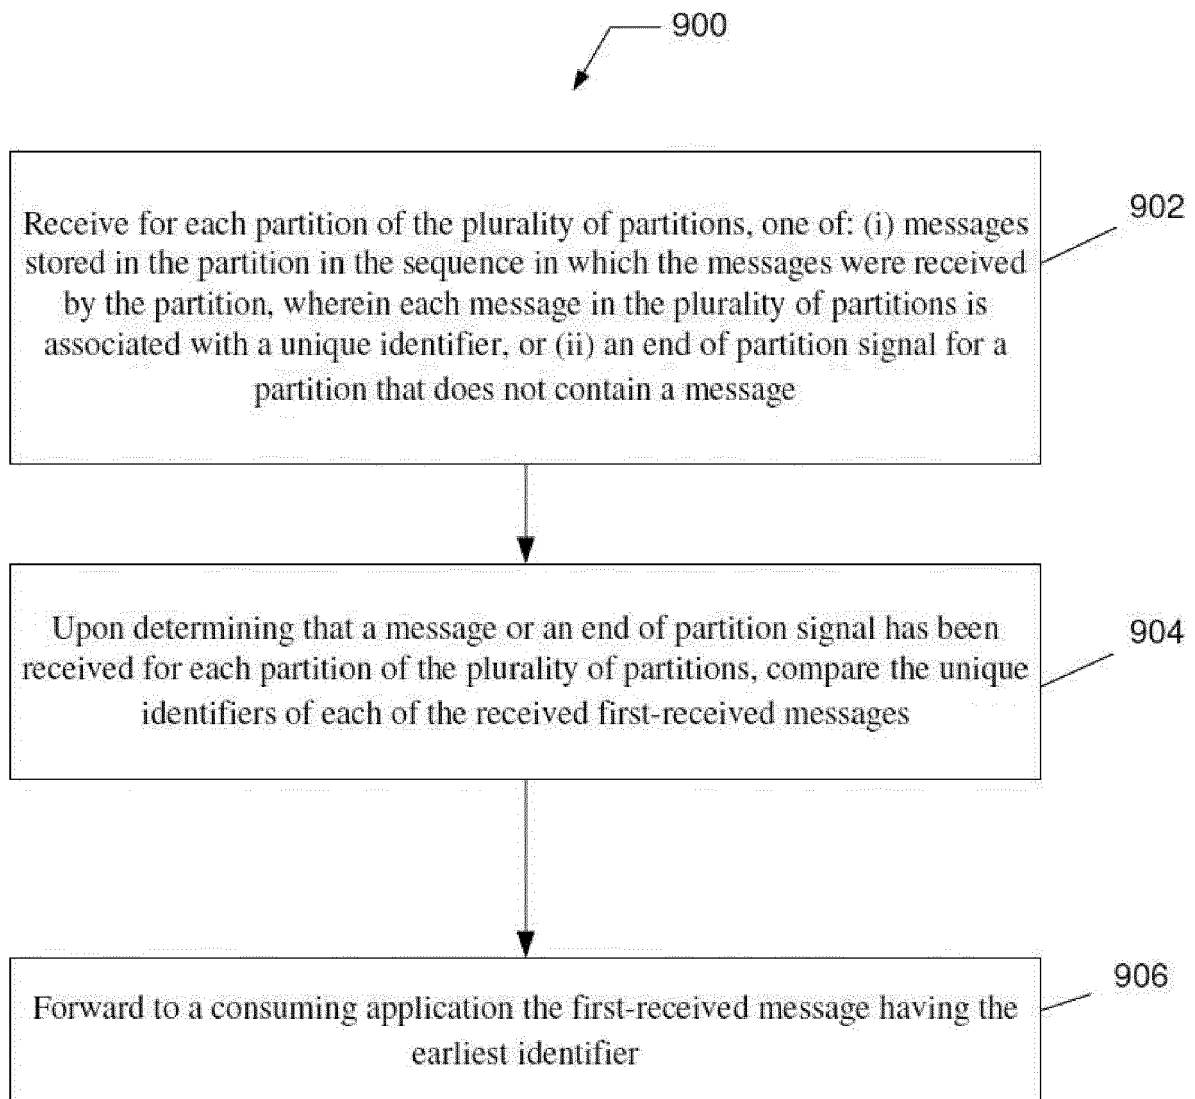 900
Receive for each partition of the plurality of partitions, one of: (i) messages
stored in the partition in the sequence in which the messages were received
by the partition, wherein each message in the plurality of partitions is
associated with a unique identifier, or (ii) an end of partition signal for a
partition that does not contain a message
902
Upon determining that a message or an end of partition signal has been
received for each partition of the plurality of partitions, compare the unique
identifiers of each of the received first-received messages
904
Forward to a consuming application the first-received message having the
earliest identifier
906